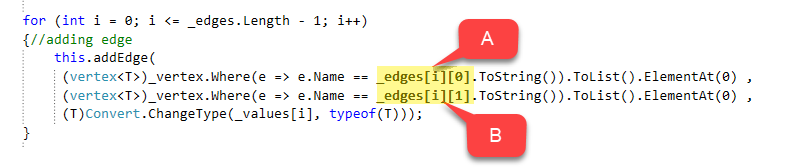 for (int i = 0; i <= _edges.Length - 1; i++)
A
{//adding edge
this.addEdge(
(vertex<T>)_vertex.Where(e => e.Name == _edges[i][0].ToString()).ToList().ElementAt(0) ,
(vertex<T>)_vertex.Where(e => e.Name == _edges[i][1].ToString()).ToList().ElementAt(0) ,
(T)Convert.ChangeType(_values[i], typeof(T)));
B
}